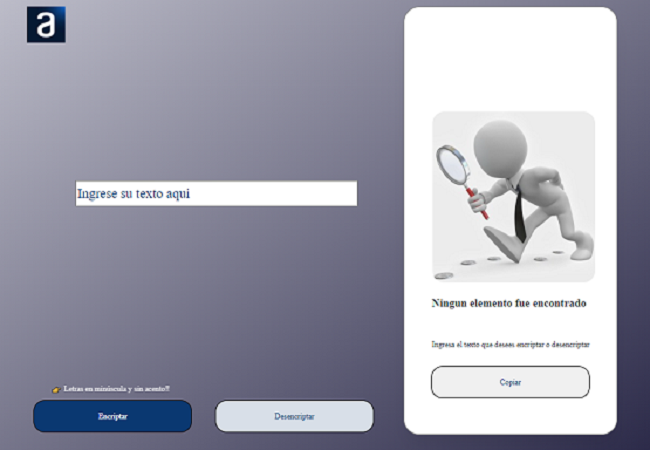 a
Ingrese su texto aqui
Letras en minúscula y sin acento!!
Encriptar
Desencriptar
Ningun elemento fue encontrado
Ingresa el texto que desees encriptar o desencriptar
Copiar